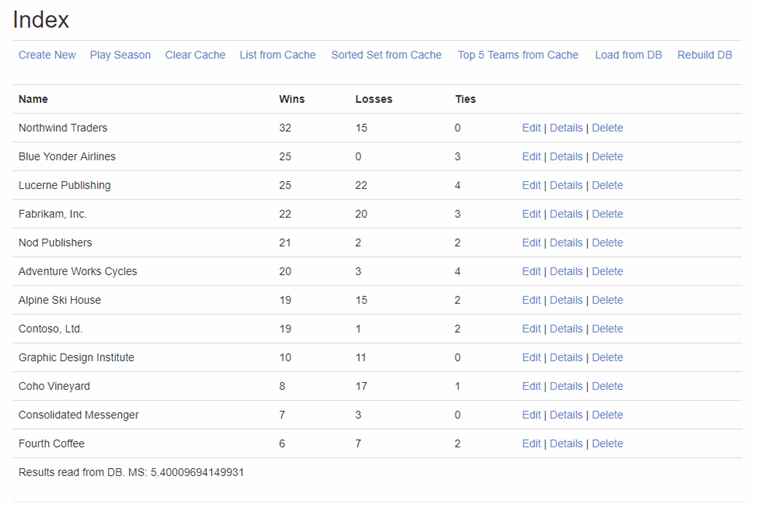 Index
Create New Play Season Clear Cache List from Cache Sorted Set from Cache Top 5 Teams from Cache Load from DB Rebuild DB
Name Wins Losses Ties
Northwind Traders 32 15 0 Edit | Details | Delete
Blue Yonder Airlines 25 0 3 Edit | Details | Delete
Lucerne Publishing 25 22 4 Edit | Details | Delete
Fabrikam, Inc. 22 20 3 Edit | Details | Delete
Nod Publishers 21 2 2 Edit | Details | Delete
Adventure Works Cycles 20 3 4 Edit | Details | Delete
Alpine Ski House 19 15 2 Edit | Details | Delete
Contoso, Ltd. 19 1 2 Edit | Details | Delete
Graphic Design Institute 10 11 0 Edit | Details | Delete
Coho Vineyard 8 17 1 Edit | Details | Delete
Consolidated Messenger 7 3 0 Edit | Details | Delete
Fourth Coffee 6 7 2 Edit | Details | Delete
Results read from DB. MS: 5.40009694149931